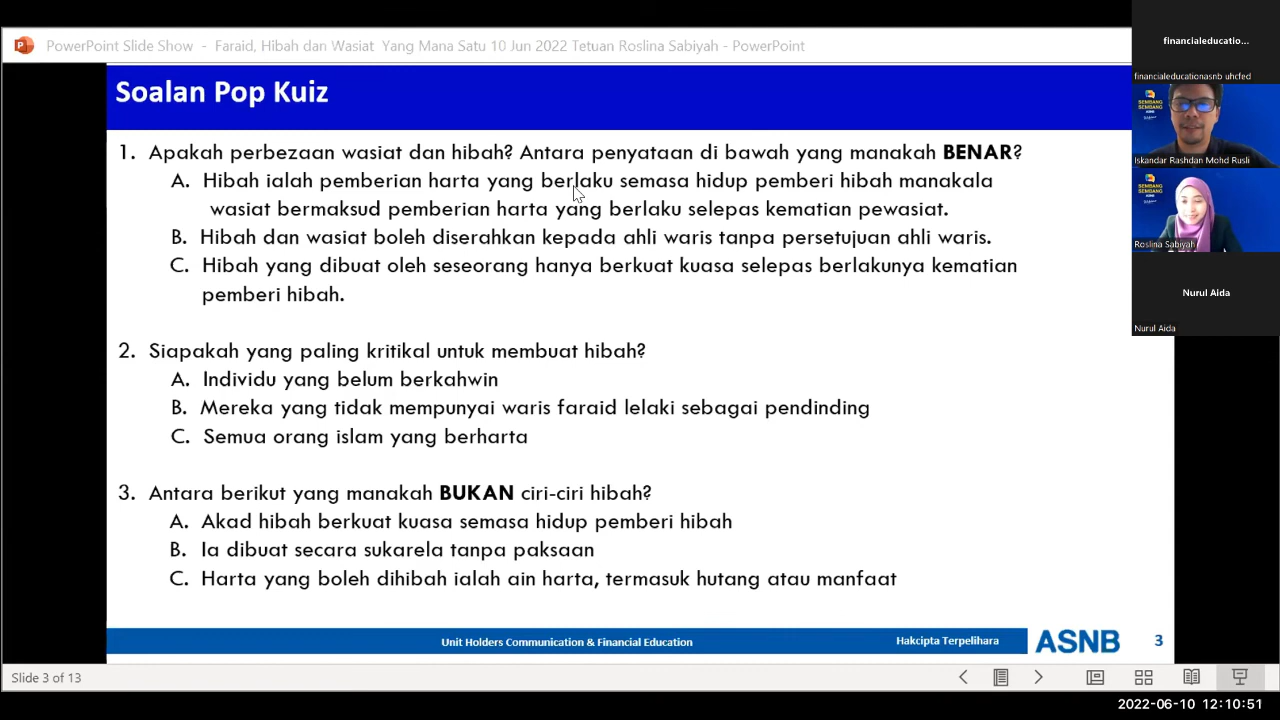 PowerPoint Slide Show - Faraid, Hibah dan Wasiat Yang Mana Satu 10 Jun 2022 Tetuan Roslina Sabiyah - PowerPoint
Soalan Pop Kuiz
1. Apakah perbezaan wasiat dan hibah? Antara penyataan di bawah yang manakah BENAR?
A. Hibah ialah pemberian harta yang berlaku semasa hidup pemberi hibah manakala
wasiat bermaksud pemberian harta yang berlaku selepas kematian pewasiat.
B. Hibah dan wasiat boleh diserahkan kepada ahli waris tanpa persetujuan ahli waris.
C. Hibah yang dibuat oleh seseorang hanya berkuat kuasa selepas berlakunya kematian
pemberi hibah.
2. Siapakah yang paling kritikal untuk membuat hibah?
A. Individu yang belum berkahwin
B. Mereka yang tidak mempunyai waris faraid lelaki sebagai pendinding
C. Semua orang islam yang berharta
3. Antara berikut yang manakah BUKAN ciri-ciri hibah?
A. Akad hibah berkuat kuasa semasa hidup pemberi hibah
B. Ia dibuat secara sukarela tanpa paksaan
C. Harta yang boleh dihibah ialah ain harta, termasuk hutang atau manfaat
Unit Holders Communication & Financial Education
Hakcipta Terpelihara
ASNB
3
Slide 3 of 13
financialeducatio...
financialeducationasnb uhcfed
SEMBANG
SEMBANG
Iskandar Rashdan Mohd Rusli
SEMBANG
SEMBANG
Roslina Sabiyah
Nurul Aida
Nurul Aida
2022-06-10 12:10:51